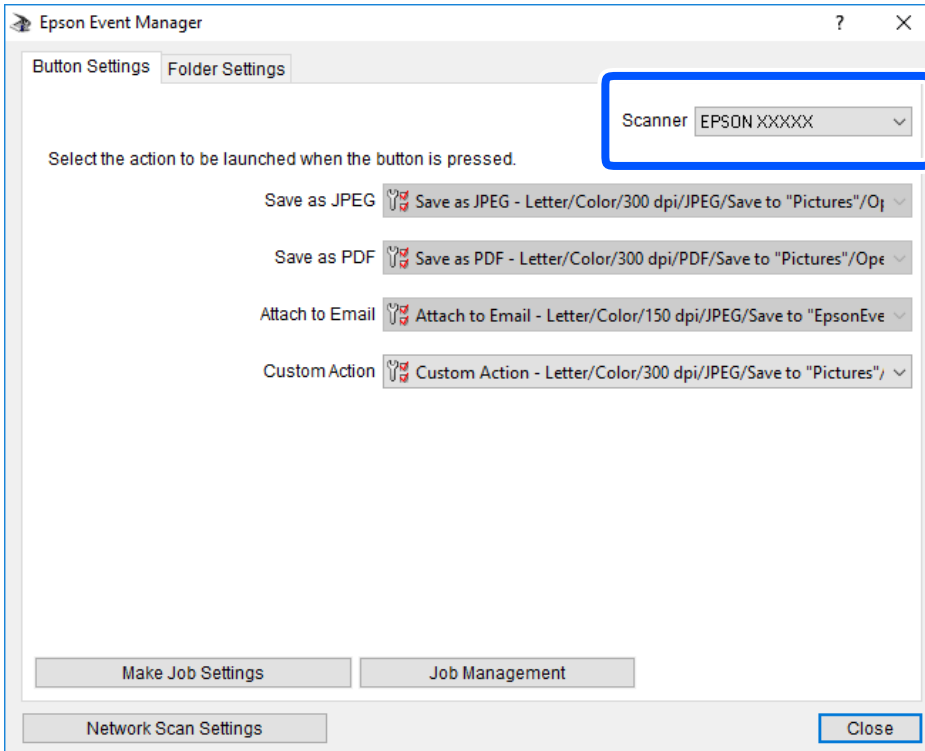 Epson Event Manager
Button Settings Folder Settings
Scanner EPSON XXXXX
Select the action to be launched when the button is pressed.
Save as JPEG Save as JPEG - Letter/Color/300 dpi/JPEG/Save to "Pictures"/Op
Save as PDF Save as PDF - Letter/Color/300 dpi/PDF/Save to "Pictures"/Ope
Attach to Email Attach to Email - Letter/Color/150 dpi/JPEG/Save to "EpsonEve
Custom Action Custom Action - Letter/Color/300 dpi/JPEG/Save to "Pictures"/
Make Job Settings Job Management
Network Scan Settings Close